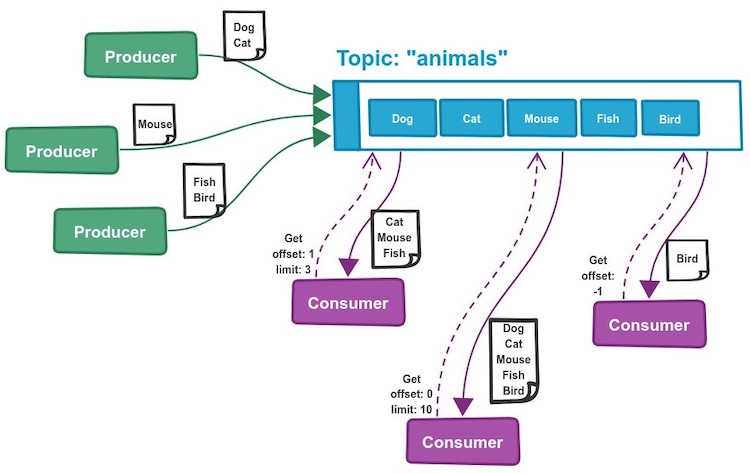 Dog
Cat
Producer
Topic: "animals"
Mouse
Producer
Dog
Cat
Mouse
Fish
Bird
Fish
Bird
Producer
Get
offset: 1
limit: 3
Cat
Mouse
Fish
Consumer
Get
offset: 0
limit: 10
Dog
Cat
Mouse
Fish
Bird
Consumer
Get
offset:
-1
Bird
Consumer